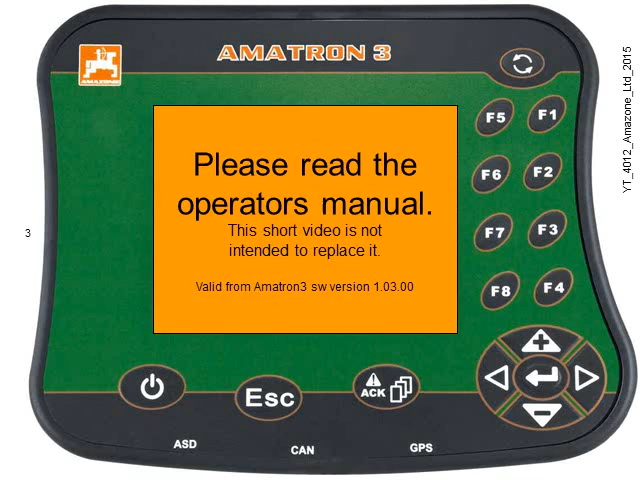 AMATRON 3
AMAZONE
YT_4012_Amazone_Ltd_2015
F5 F1
Please read the
operators manual.
This short video is not
intended to replace it.
Valid from Amatron3 sw version 1.03.00
F6 F2
3
F7 F3
F8 F4
Esc
ACK
ASD
CAN
GPS